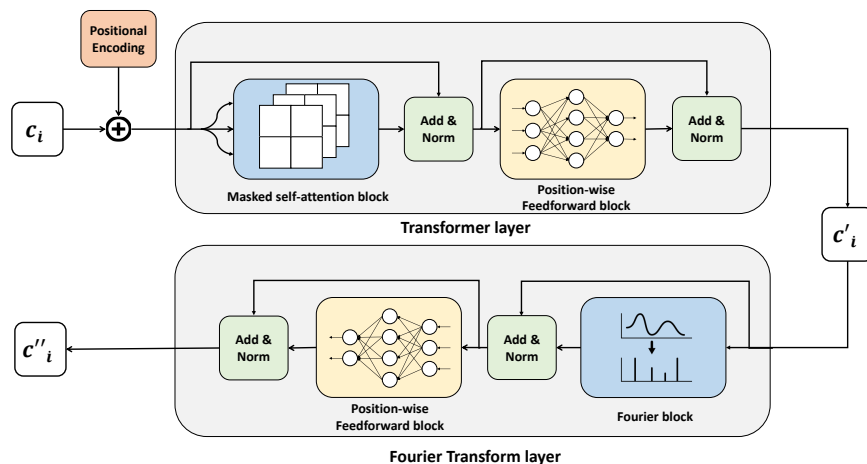 Positional
Encoding
c_i
Add &
Norm
Add &
Norm
Masked self-attention block
Position-wise
Feedforward block
Transformer layer
c'_i
c''_i
Add &
Norm
Add &
Norm
Position-wise
Feedforward block
Fourier block
Fourier Transform layer